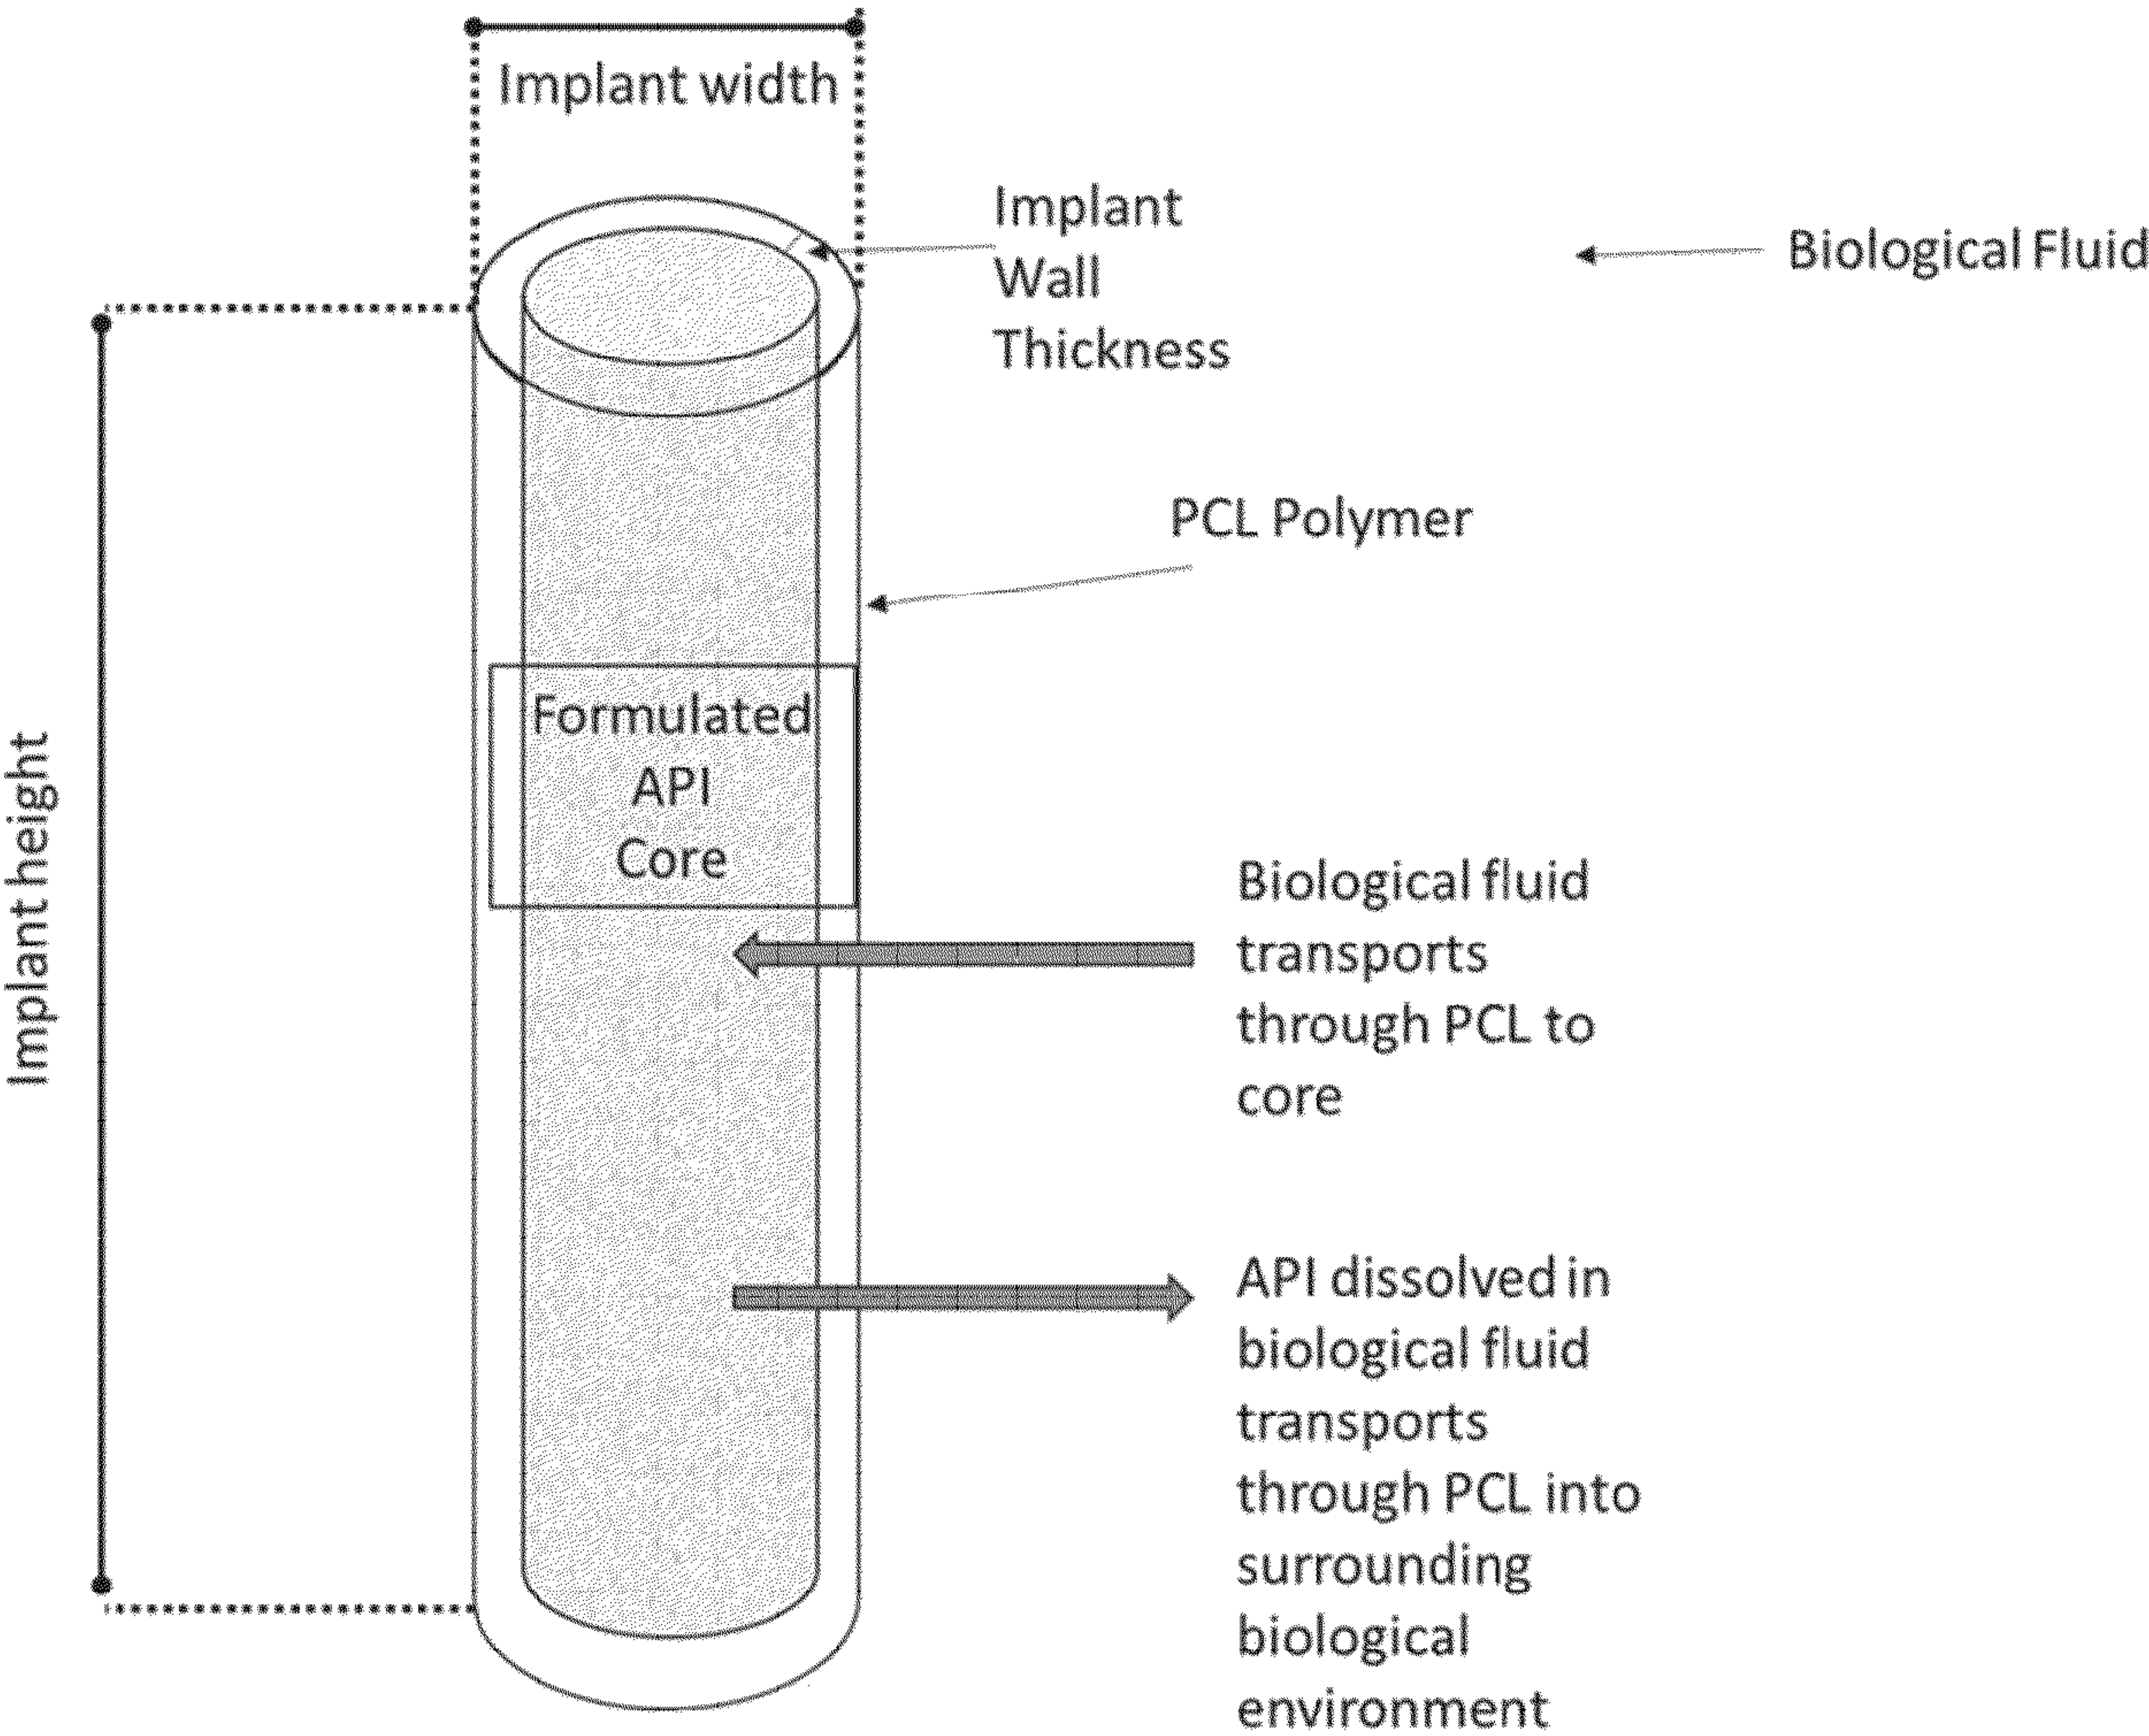 Implant width
Implant
Wall
Thickness
Biological Fluid
PCL Polymer
Formulated
API
Core
Implant height
Biological fluid
transports
through PCL to
core
API dissolved in
biological fluid
transports
through PCL into
surrounding
biological
environment